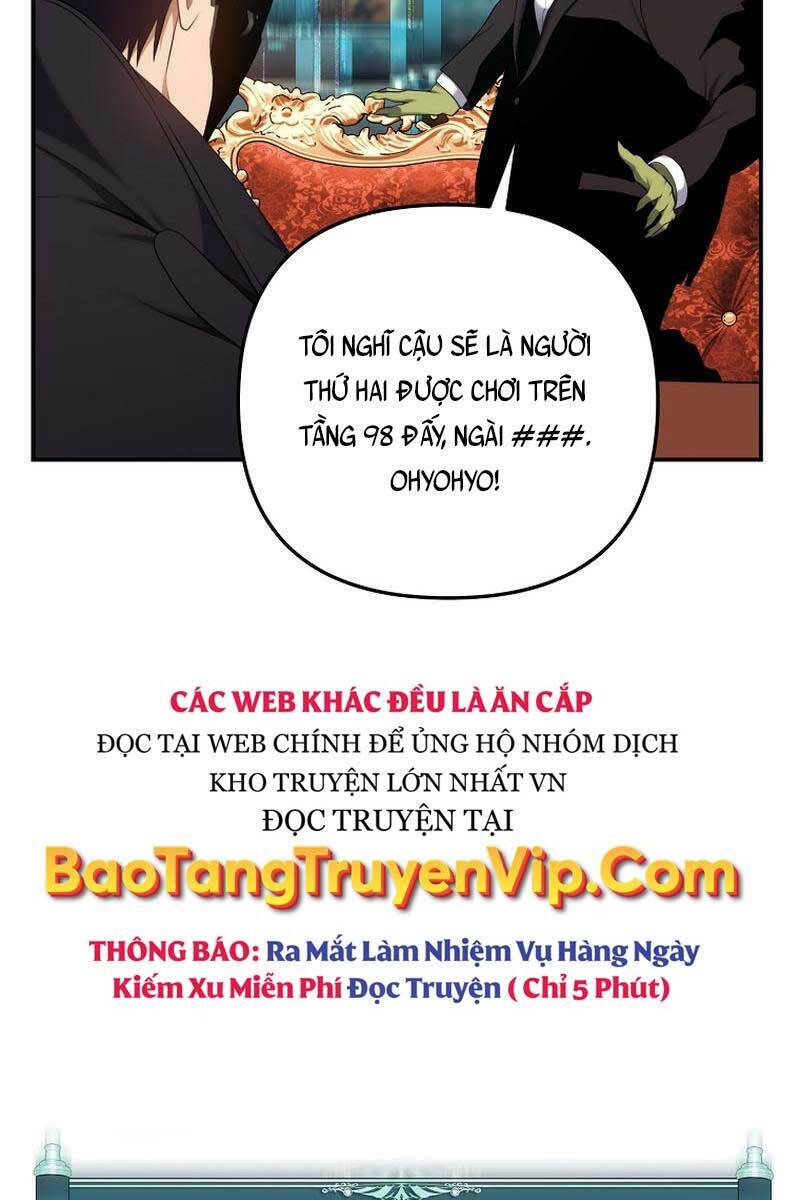 TÔI NGHĨ CẬU SẼ LÀ NGƯỜI
THỨ HAI ĐƯỢC CHƠI TRÊN
TẦNG 98 ĐẤY, NGÀI ###.
OHYOHYO!
CÁC WEB KHÁC ĐỀU LÀ ĂN CẮP
ĐỌC TẠI WEB CHÍNH ĐỂ ỦNG HỘ NHÓM DỊCH
KHO TRUYỆN LỚN NHẤT VN
ĐỌC TRUYỆN TẠI
BaoTangTruyenVip.Com
THÔNG BÁO: Ra Mắt Làm Nhiệm Vụ Hàng Ngày
Kiếm Xu Miễn Phí Đọc Truyện ( Chỉ 5 Phút)